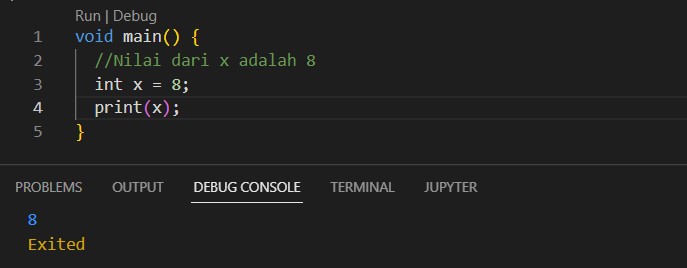 Run | Debug
1 void main() {
2 //Nilai dari x adalah 8
3 int x = 8;
4 print(x);
5 }
PROBLEMS OUTPUT DEBUG CONSOLE TERMINAL JUPYTER
8
Exited